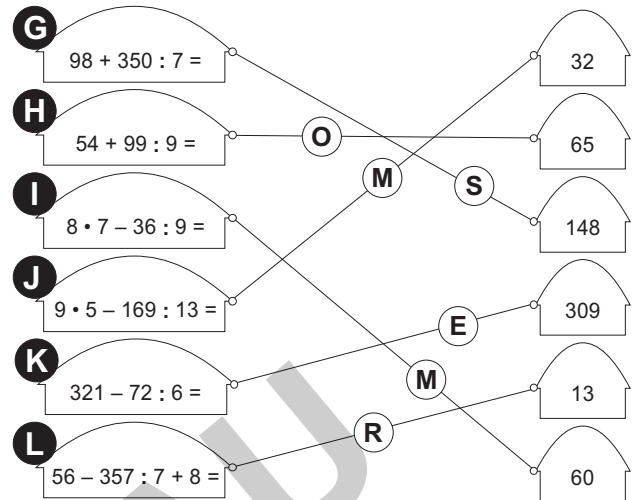 G
98 + 350 : 7 =
32
H
54 + 99 : 9 =
O
65
M
S
I
8 • 7 – 36 : 9 =
148
J
9 • 5 – 169 : 13 =
309
E
K
321 – 72 : 6 =
M
13
R
L
56 – 357 : 7 + 8 =
60